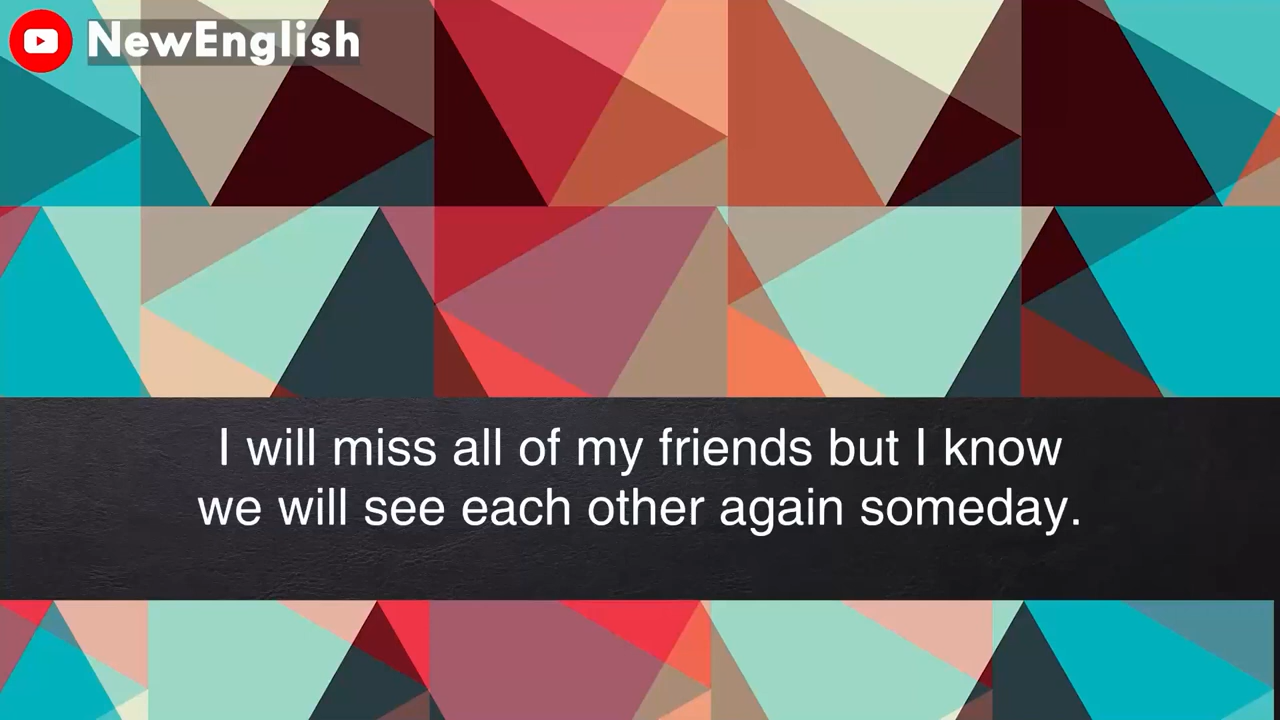 NewEnglish
I will miss all of my friends but I know
we will see each other again someday.